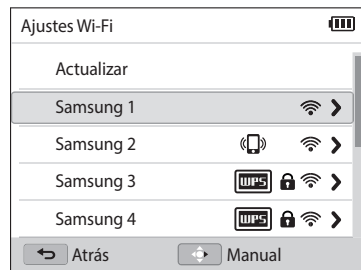 Ajustes Wi-Fi
Actualizar
Samsung 1
Samsung 2
Samsung 3 WPS
Samsung 4 WPS
Atrás Manual